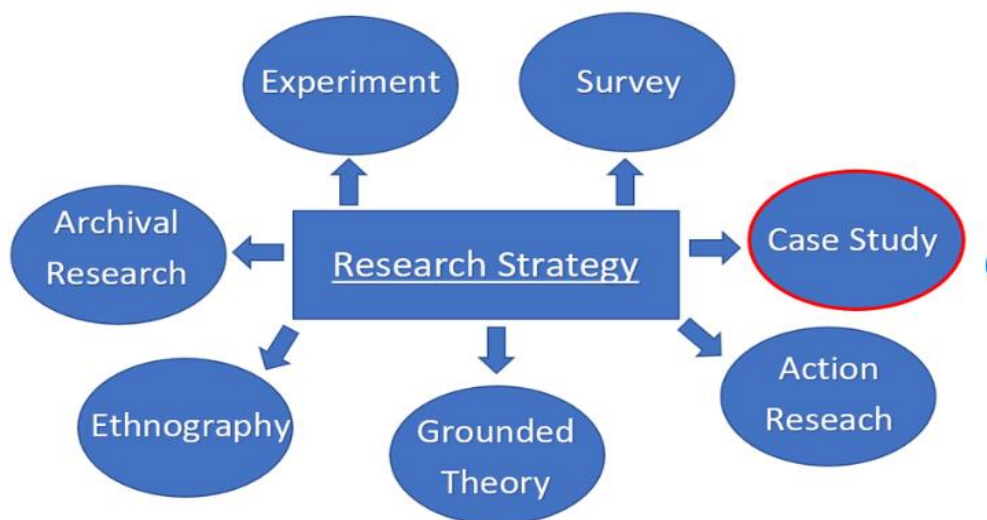 Experiment
Survey
Archival
Research
Research Strategy
Case Study
Ethnography
Grounded
Theory
Action
Reseach